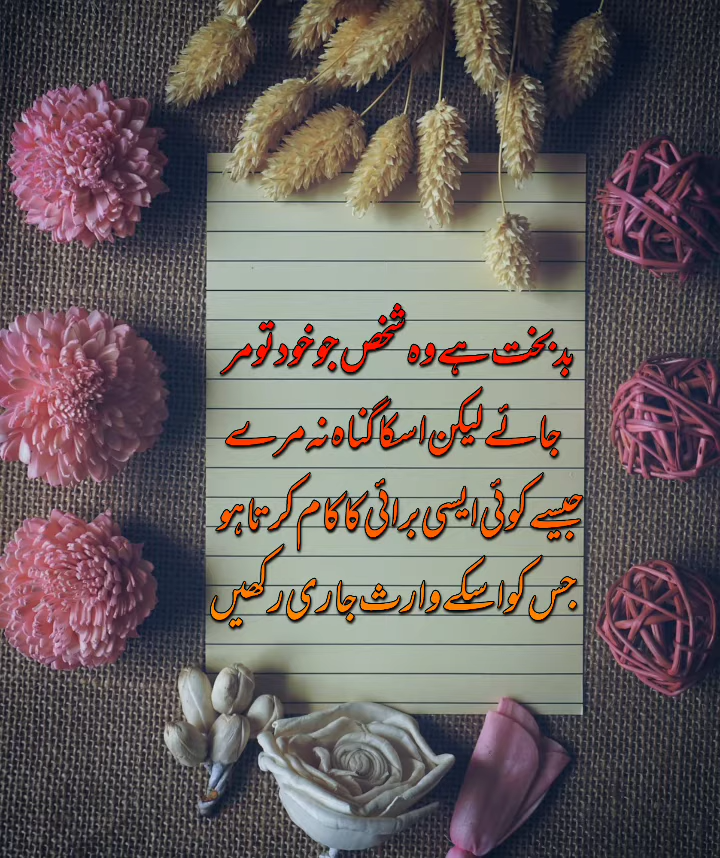 بدبخت ہے وہ شخص جو خود تو مر
جائے لیکن اسکا گناہ نہ مرے
جیسے کوئی ایسی برائی کا کام کرتا ہو
جس کو اسکے وارث جاری رکھیں